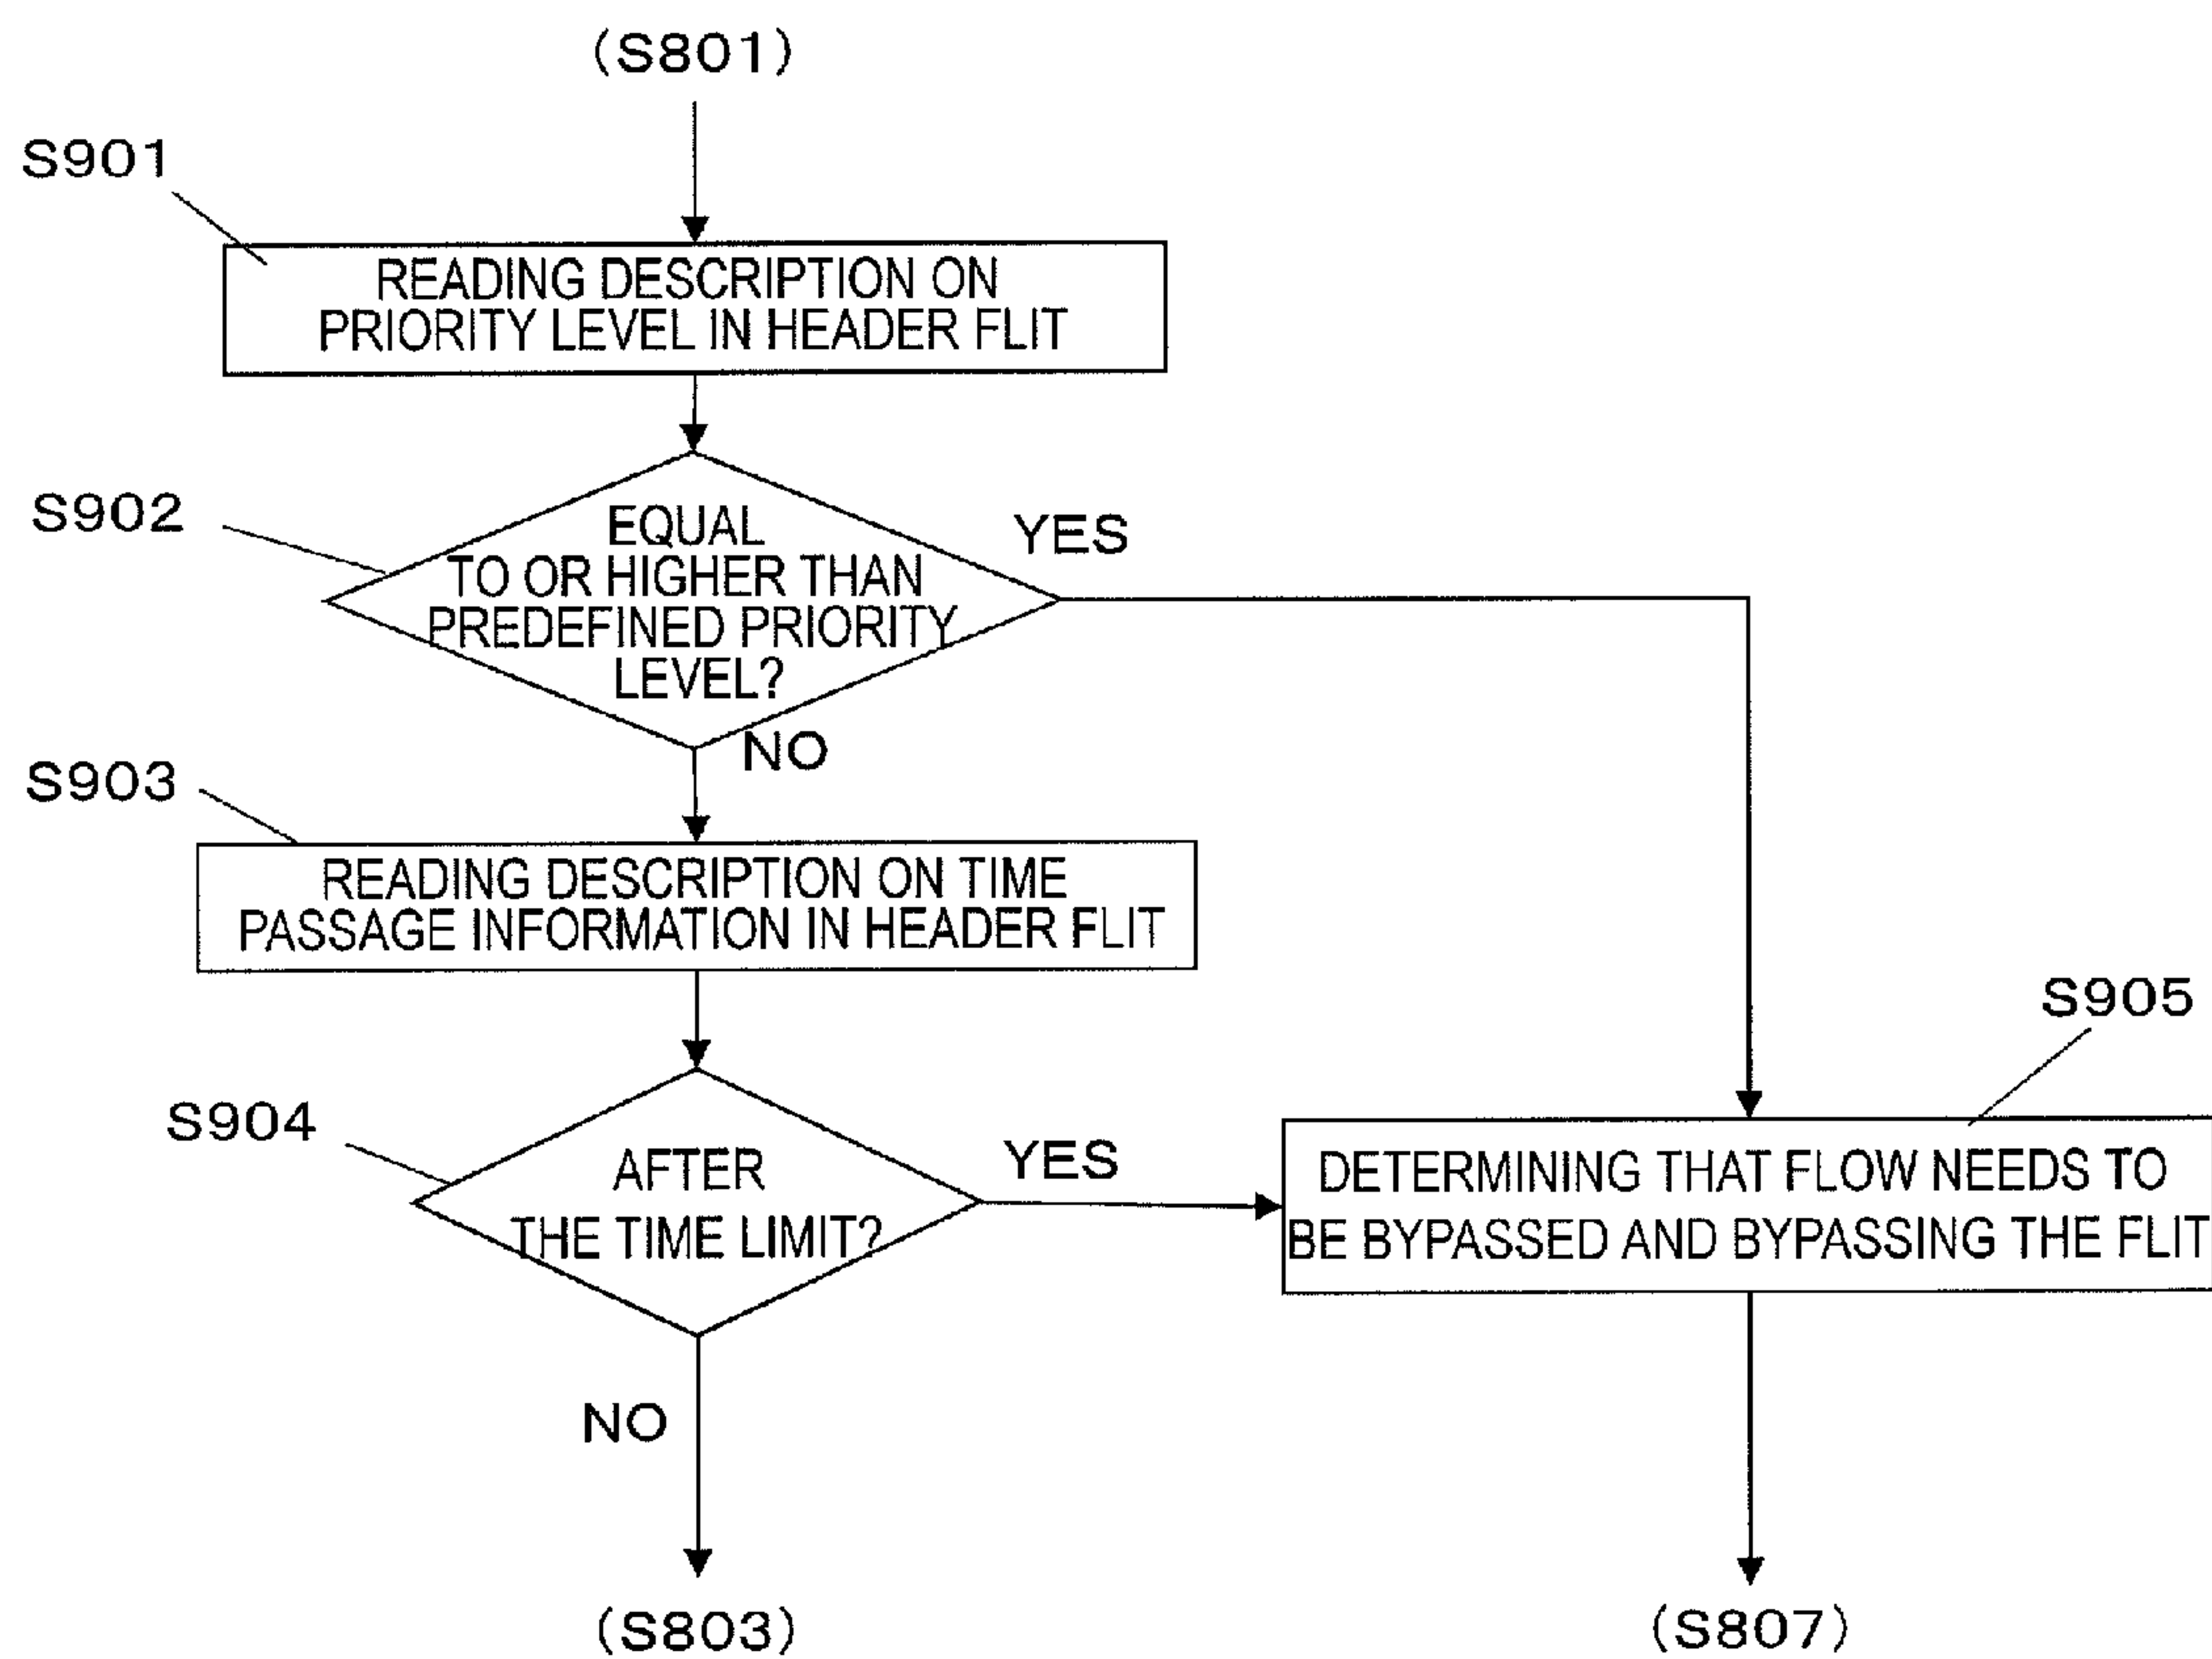 (S801)
S901
READING DESCRIPTION ON
PRIORITY LEVEL IN HEADER FLIT
S902
EQUAL
TO OR HIGHER THAN
PREDEFINED PRIORITY
LEVEL?
YES
NO
S903
READING DESCRIPTION ON TIME
PASSAGE INFORMATION IN HEADER FLIT
S904
AFTER
THE TIME LIMIT?
YES
S905
DETERMINING THAT FLOW NEEDS TO
BE BYPASSED AND BYPASSING THE FLIT
NO
(S803)
(S807)